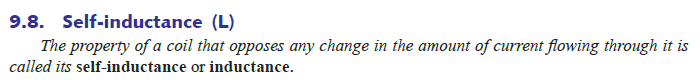 9.8. Self-inductance (L)
The property of a coil that opposes any change in the amount of current flowing through it is
called its self-inductance or inductance.